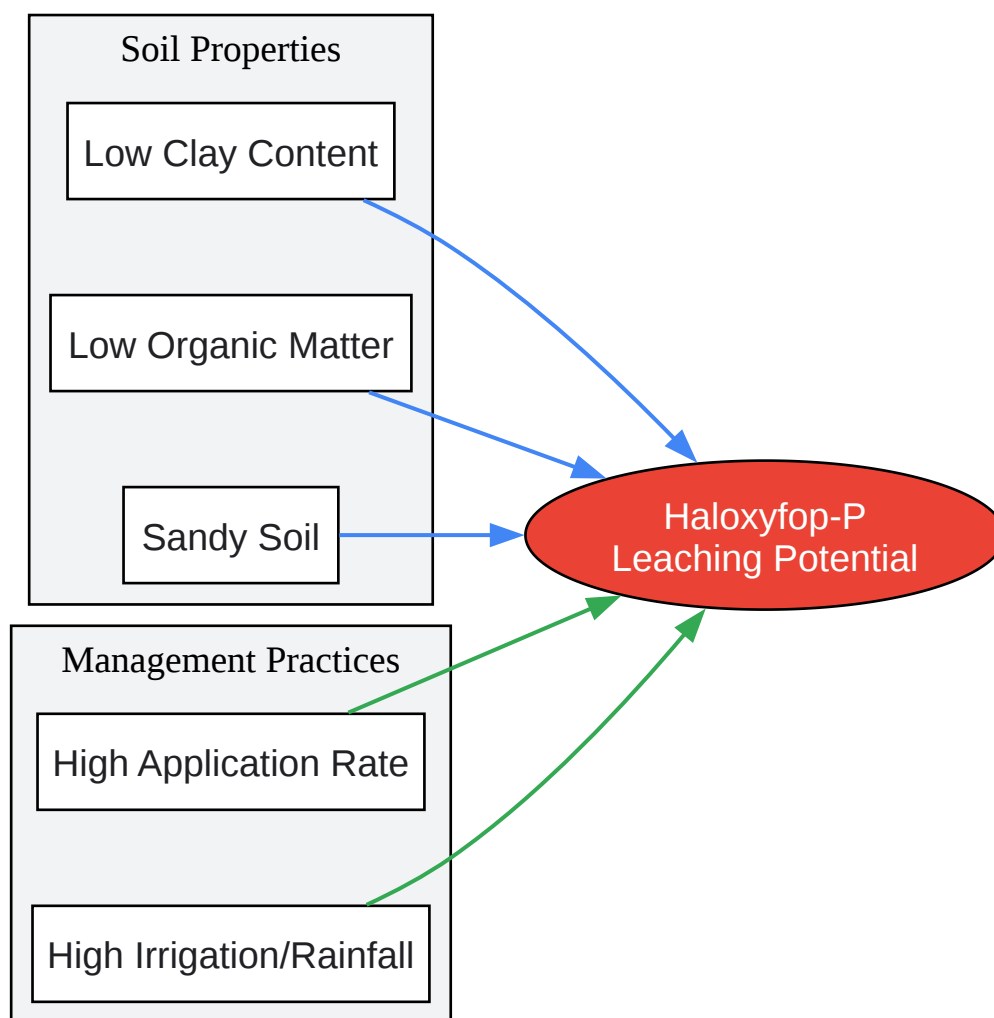 Soil Properties
Low Clay Content
Low Organic Matter
Sandy Soil
Haloxyfop-P
Leaching Potential
Management Practices
High Application Rate
High Irrigation/Rainfall